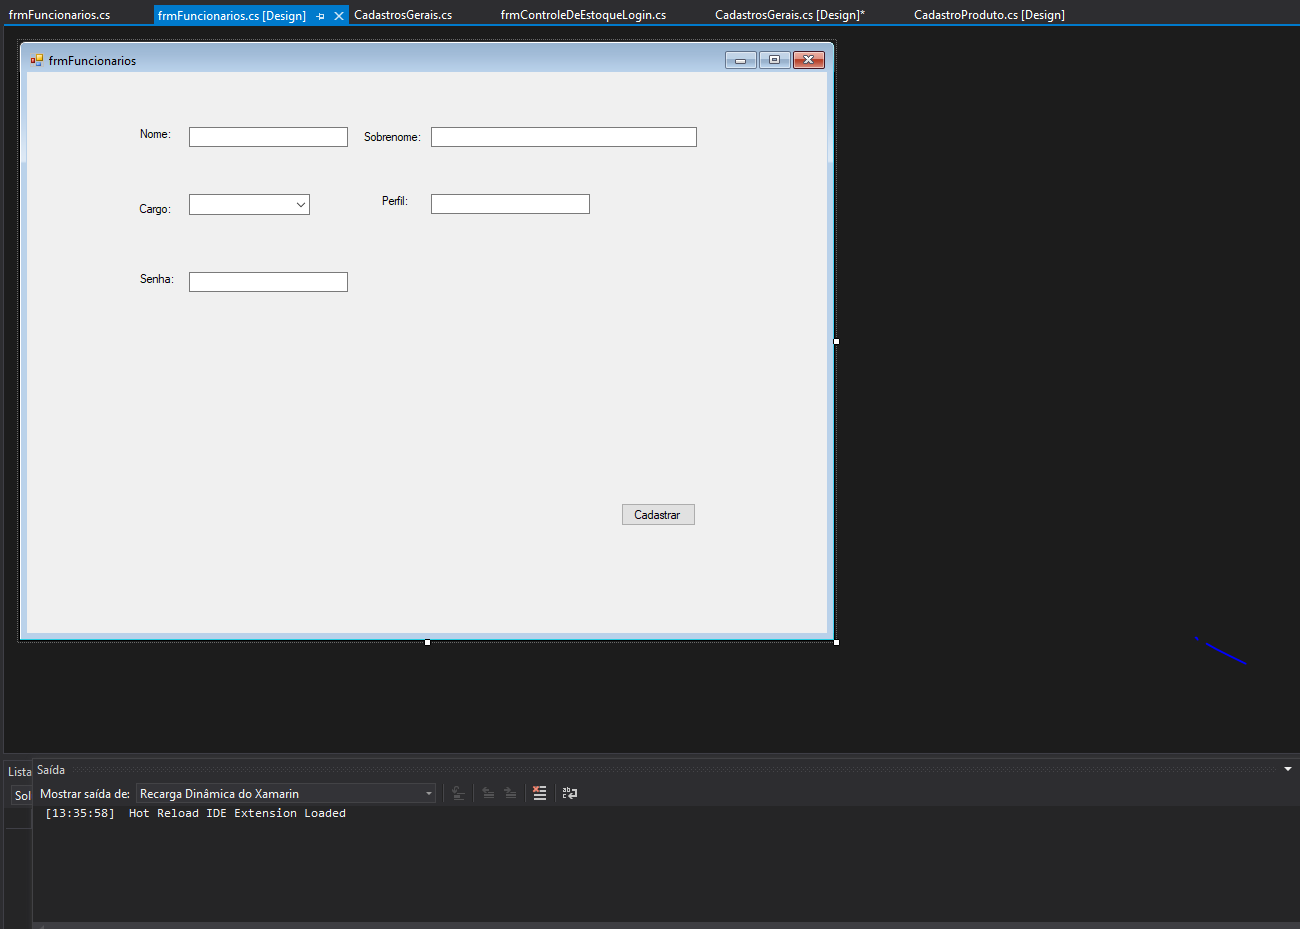 frmFuncionarios.cs frmFuncionarios.cs [Design] CadastrosGerais.cs frmControleDeEstoqueLogin.cs CadastrosGerais.cs [Design]* CadastroProduto.cs [Design]
frmFuncionarios
Nome: Sobrenome:
Cargo: Perfil:
Senha:
Cadastrar
Lista Saída
Sol Mostrar saída de: Recarga Dinâmica do Xamarin
[13:35:58] Hot Reload IDE Extension Loaded